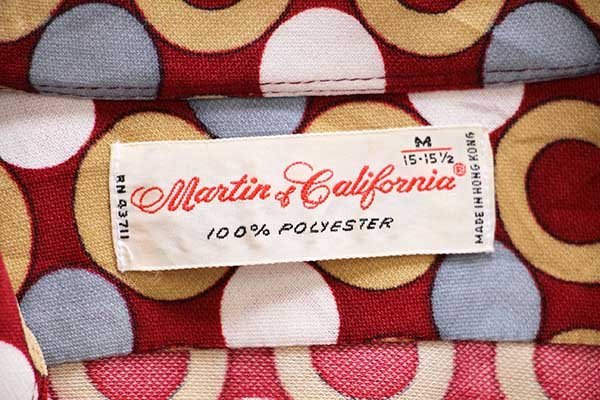 M
15-15½
Martin of California®
100% POLYESTER
RN 43711
MADE IN HONG KONG